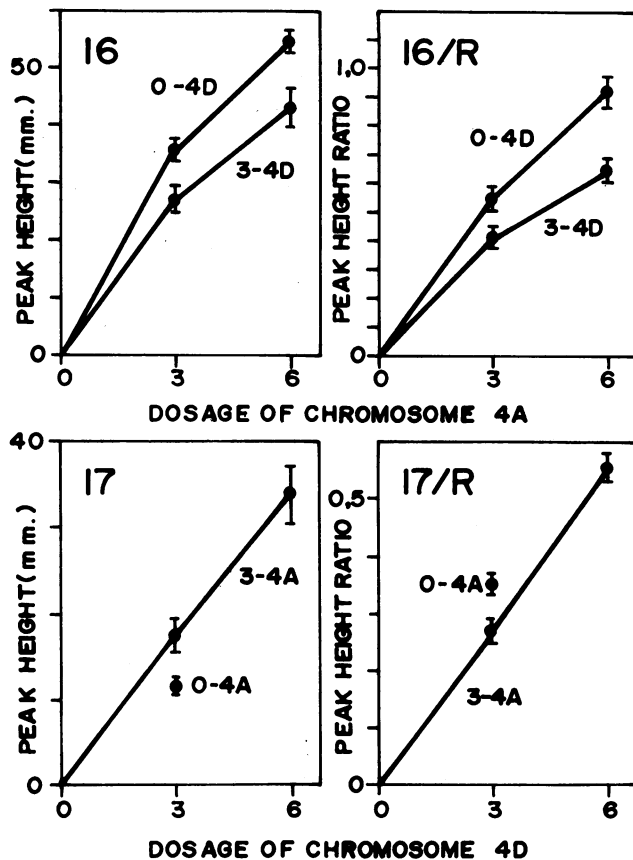 16
PEAK HEIGHT (mm.)
50
0
0-4D
3-4D
0 3 6
16/R
PEAK HEIGHT RATIO
1,0
0
0-4D
3-4D
0 3 6
DOSAGE OF CHROMOSOME 4A
17
PEAK HEIGHT (mm.)
40
0
3-4A
0-4A
0 3 6
17/R
PEAK HEIGHT RATIO
0,5
0
0-4A
3-4A
0 3 6
DOSAGE OF CHROMOSOME 4D